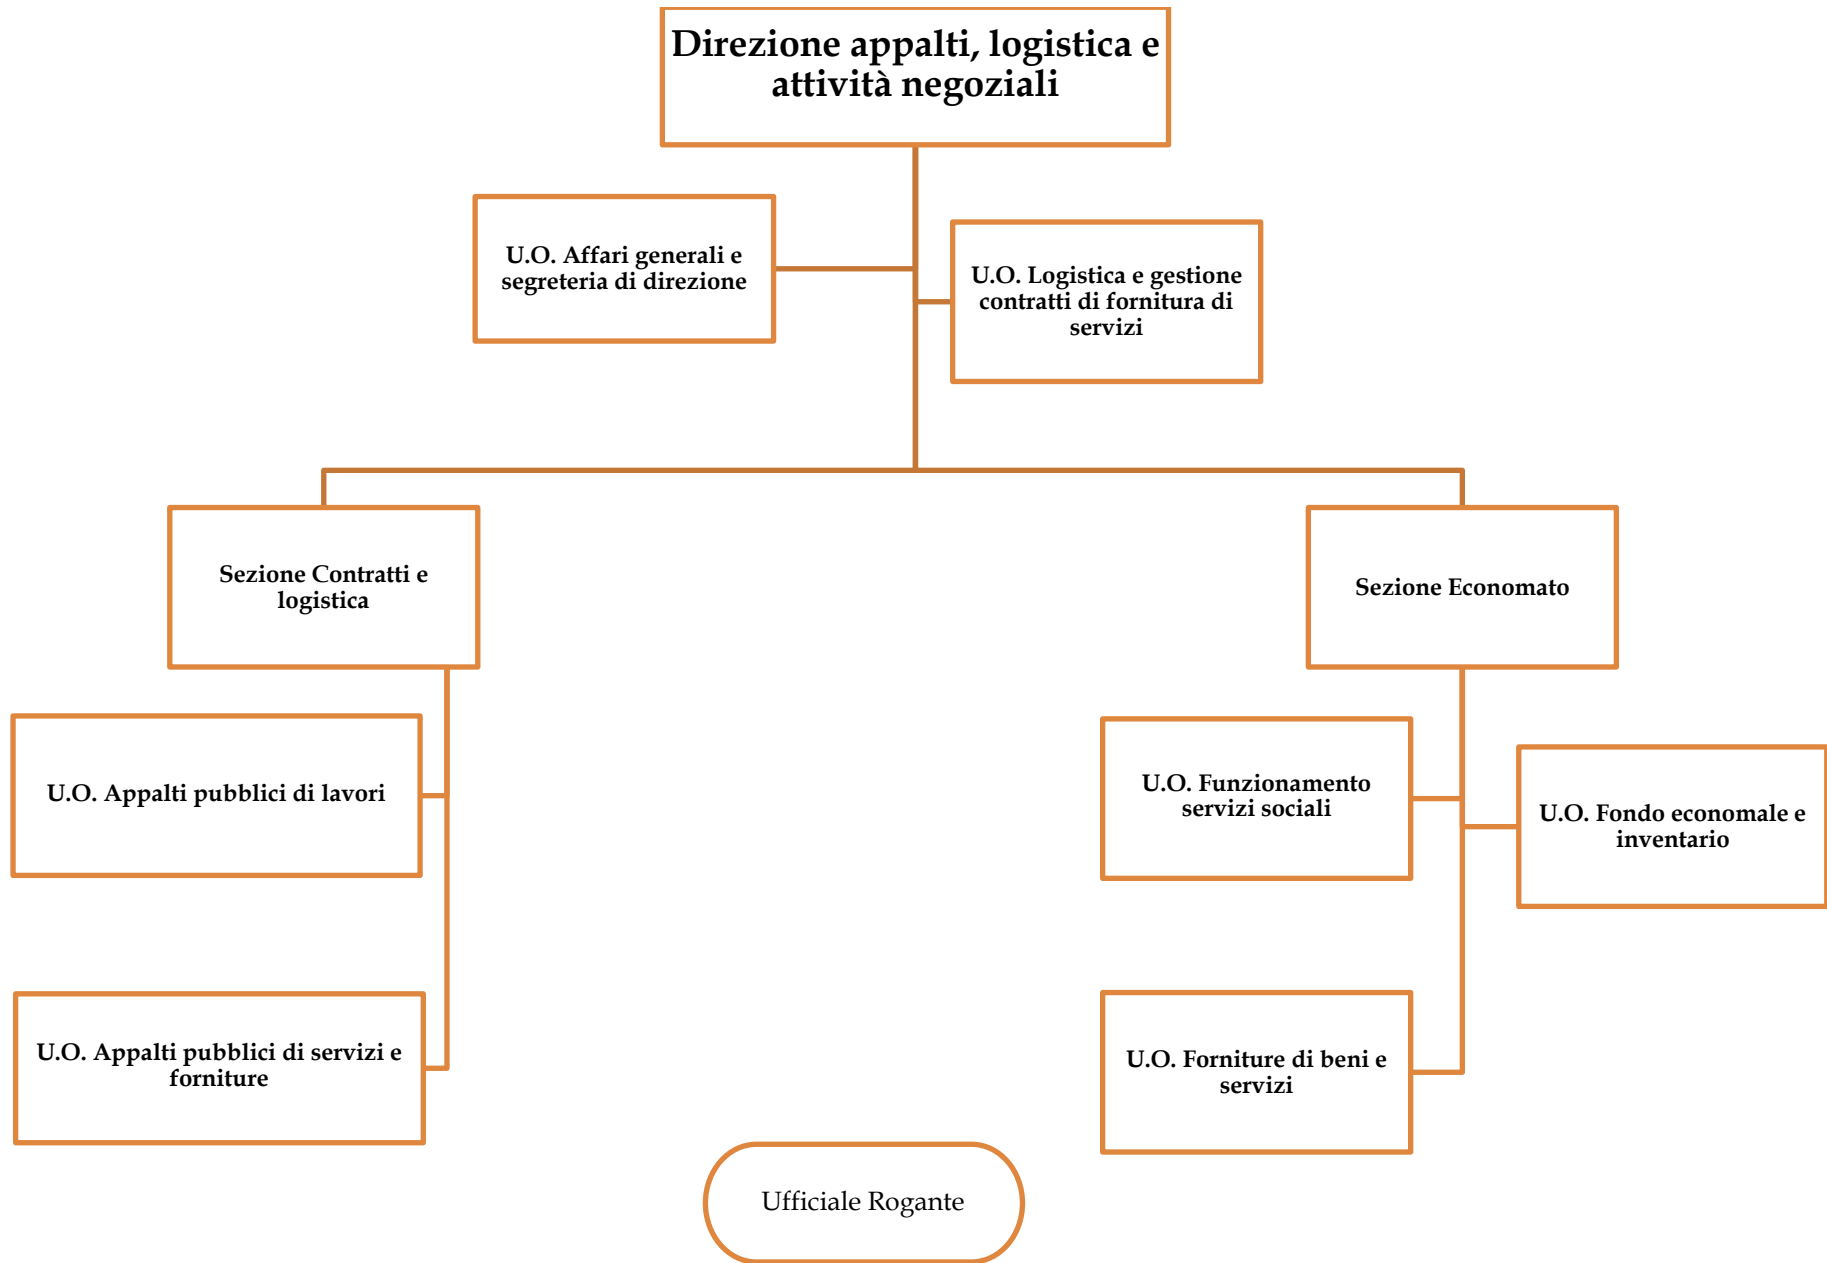 Direzione appalti, logistica e
attività negoziali
U.O. Affari generali e
segreteria di direzione
U.O. Logistica e gestione
contratti di fornitura di
servizi
Sezione Contratti e
logistica
Sezione Economato
U.O. Appalti pubblici di lavori
U.O. Funzionamento
servizi sociali
U.O. Fondo economale e
inventario
U.O. Appalti pubblici di servizi e
forniture
U.O. Forniture di beni e
servizi
Ufficiale Rogante